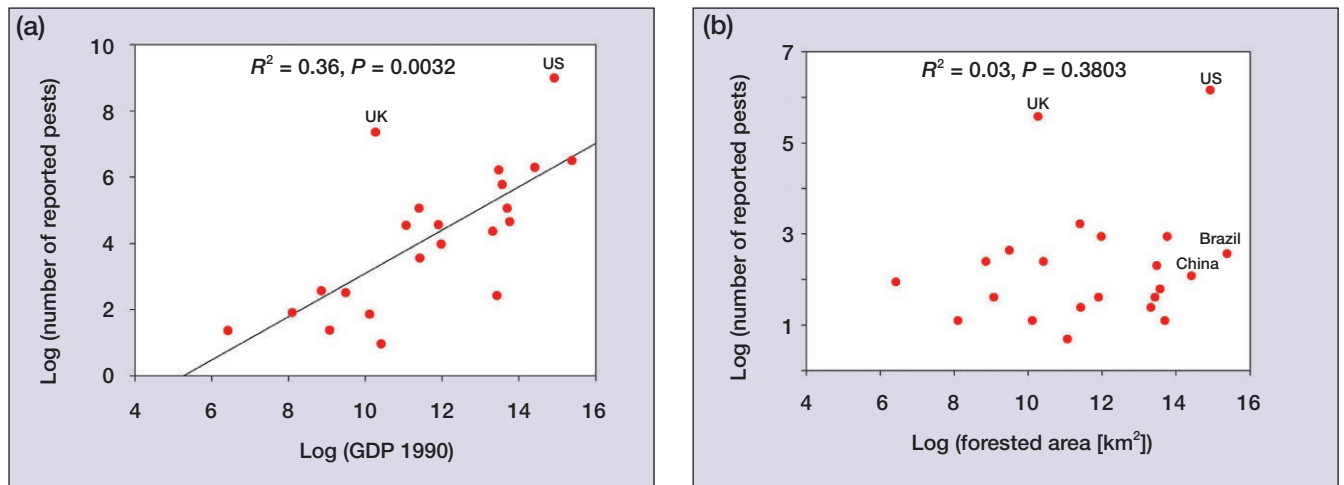 (a)
R² = 0.36, P = 0.0032
US
UK
Log (number of reported pests)
10
8
6
4
2
0
4 6 8 10 12 14 16
Log (GDP 1990)
(b)
R² = 0.03, P = 0.3803
US
UK
Brazil
China
Log (number of reported pests)
7
5
3
1
4 6 8 10 12 14 16
Log (forested area [km²])